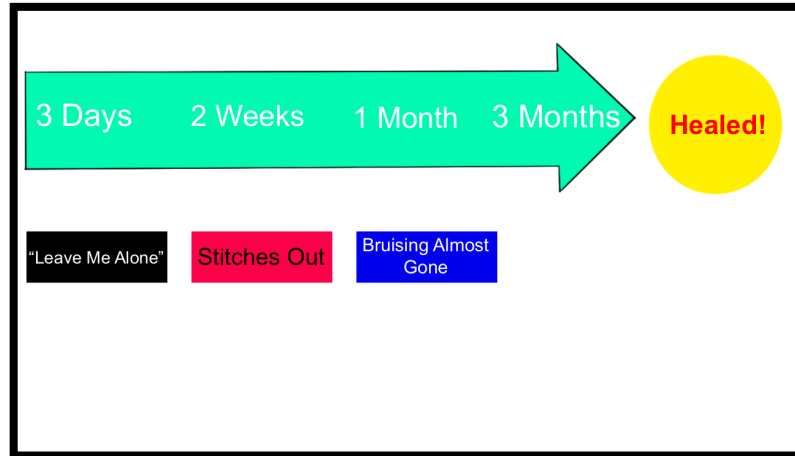 3 Days
2 Weeks
1 Month
3 Months
Healed!
“Leave Me Alone”
Stitches Out
Bruising Almost
Gone